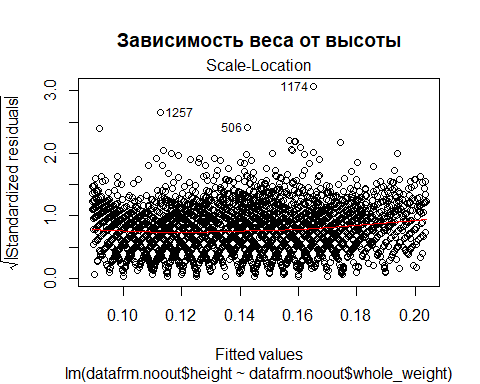 Зависимость веса от высоты
Scale-Location
√|Standardized residuals|
3.0
2.0
1.0
0.0
1174
1257
506
0.10 0.12 0.14 0.16 0.18 0.20
Fitted values
lm(datafrm.noout$height ~ datafrm.noout$whole_weight)